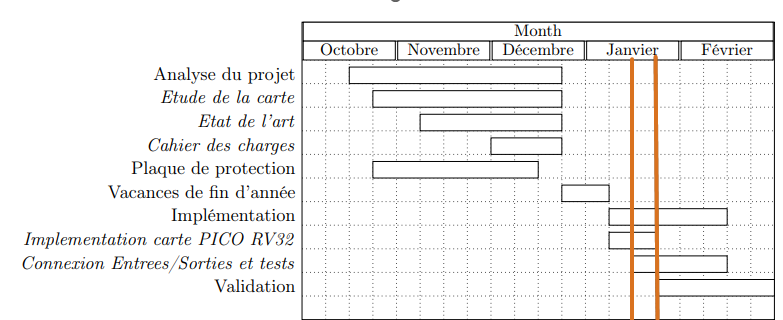 Month
Octobre Novembre Décembre Janvier Février
Analyse du projet
Etude de la carte
Etat de l'art
Cahier des charges
Plaque de protection
Vacances de fin d'année
Implémentation
Implementation carte PICO RV32
Connexion Entrees/Sorties et tests
Validation